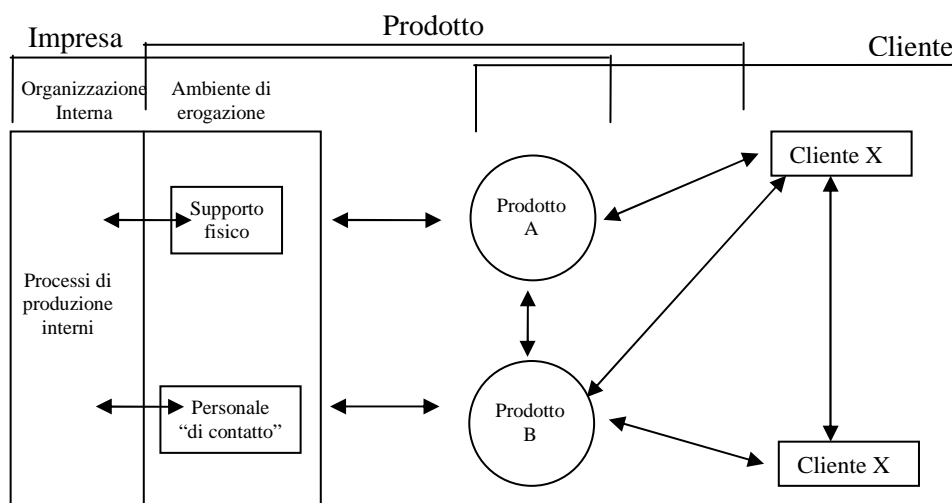 Impresa
Prodotto
Cliente
Organizzazione
Interna
Ambiente di
erogazione
Cliente X
Supporto
fisico
Prodotto
A
Processi di
produzione
interni
Personale
“di contatto”
Prodotto
B
Cliente X